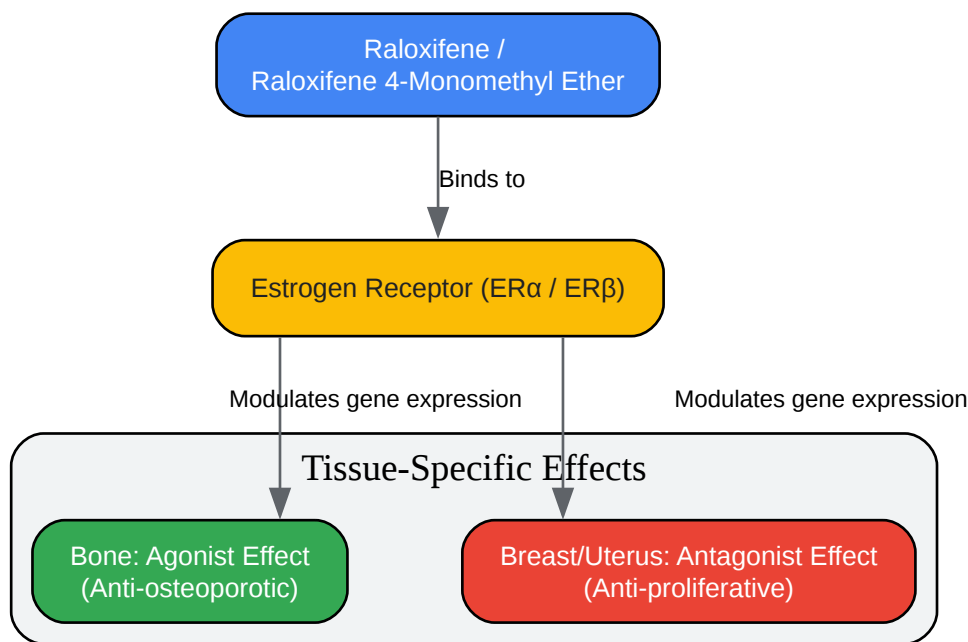 Raloxifene /
Raloxifene 4-Monomethyl Ether
Binds to
Estrogen Receptor (ERα / ERβ)
Modulates gene expression
Modulates gene expression
Tissue-Specific Effects
Bone: Agonist Effect
(Anti-osteoporotic)
Breast/Uterus: Antagonist Effect
(Anti-proliferative)